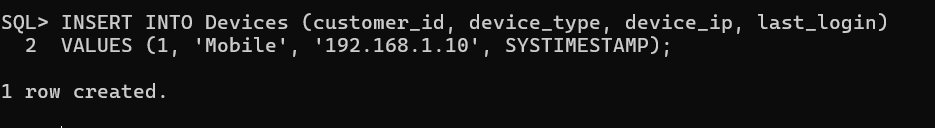 SQL> INSERT INTO Devices (customer_id, device_type, device_ip, last_login)
  2  VALUES (1, 'Mobile', '192.168.1.10', SYSTIMESTAMP);
1 row created.